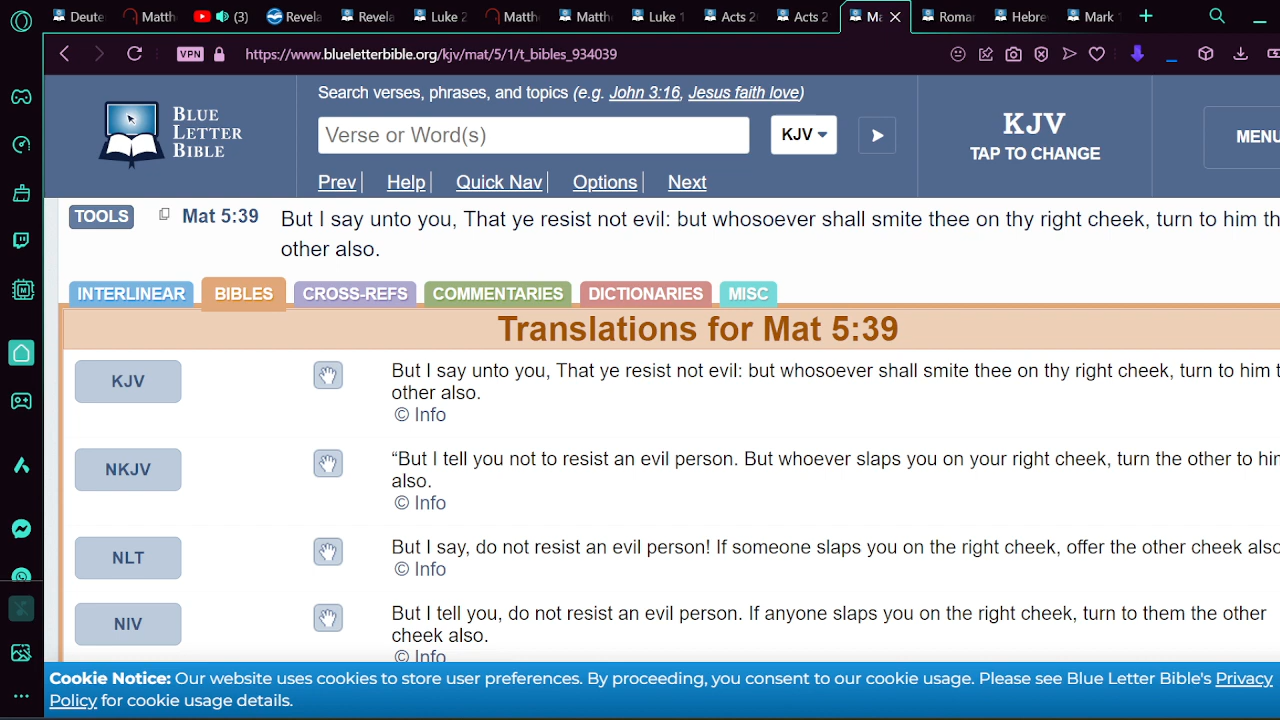 Deute
Matth
(3)
Revela
Revela
Luke 2
Matth
Matth
Luke 1
Acts 2
Acts 2
Ma
Roma
Hebre
Mark 1
VPN
https://www.blueletterbible.org/kjv/mat/5/1/t_bibles_934039
BLUE
LETTER
BIBLE
Search verses, phrases, and topics (e.g. John 3:16, Jesus faith love)
Verse or Word(s)
KJV
Prev
Help
Quick Nav
Options
Next
KJV
TAP TO CHANGE
MENU
TOOLS
Mat 5:39
But I say unto you, That ye resist not evil: but whosoever shall smite thee on thy right cheek, turn to him th
other also.
INTERLINEAR
BIBLES
CROSS-REFS
COMMENTARIES
DICTIONARIES
MISC
Translations for Mat 5:39
KJV
But I say unto you, That ye resist not evil: but whosoever shall smite thee on thy right cheek, turn to him t
other also.
© Info
NKJV
“But I tell you not to resist an evil person. But whoever slaps you on your right cheek, turn the other to him
also.
© Info
NLT
But I say, do not resist an evil person! If someone slaps you on the right cheek, offer the other cheek also
© Info
NIV
But I tell you, do not resist an evil person. If anyone slaps you on the right cheek, turn to them the other
cheek also.
© Info
Cookie Notice: Our website uses cookies to store user preferences. By proceeding, you consent to our cookie usage. Please see Blue Letter Bible's Privacy
Policy for cookie usage details.